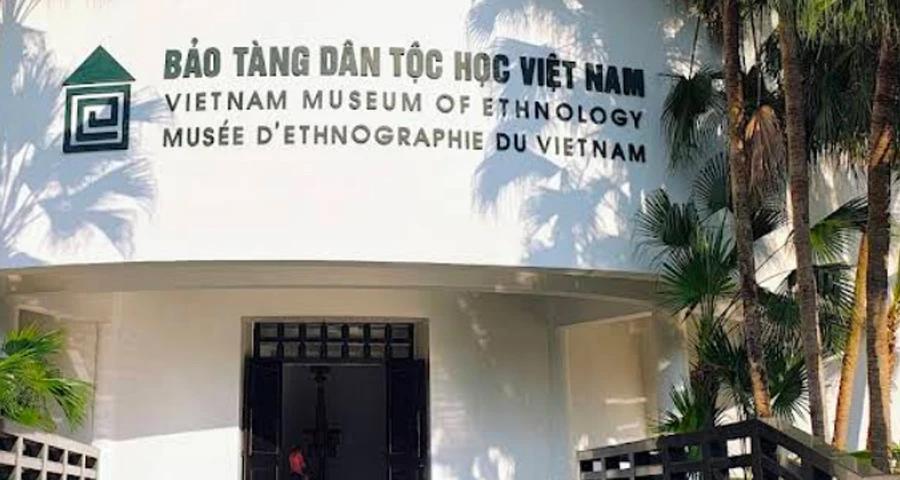 BẢO TÀNG DÂN TỘC HỌC VIỆT NAM
VIETNAM MUSEUM OF ETHNOLOGY
MUSÉE D'ETHNOGRAPHIE DU VIETNAM